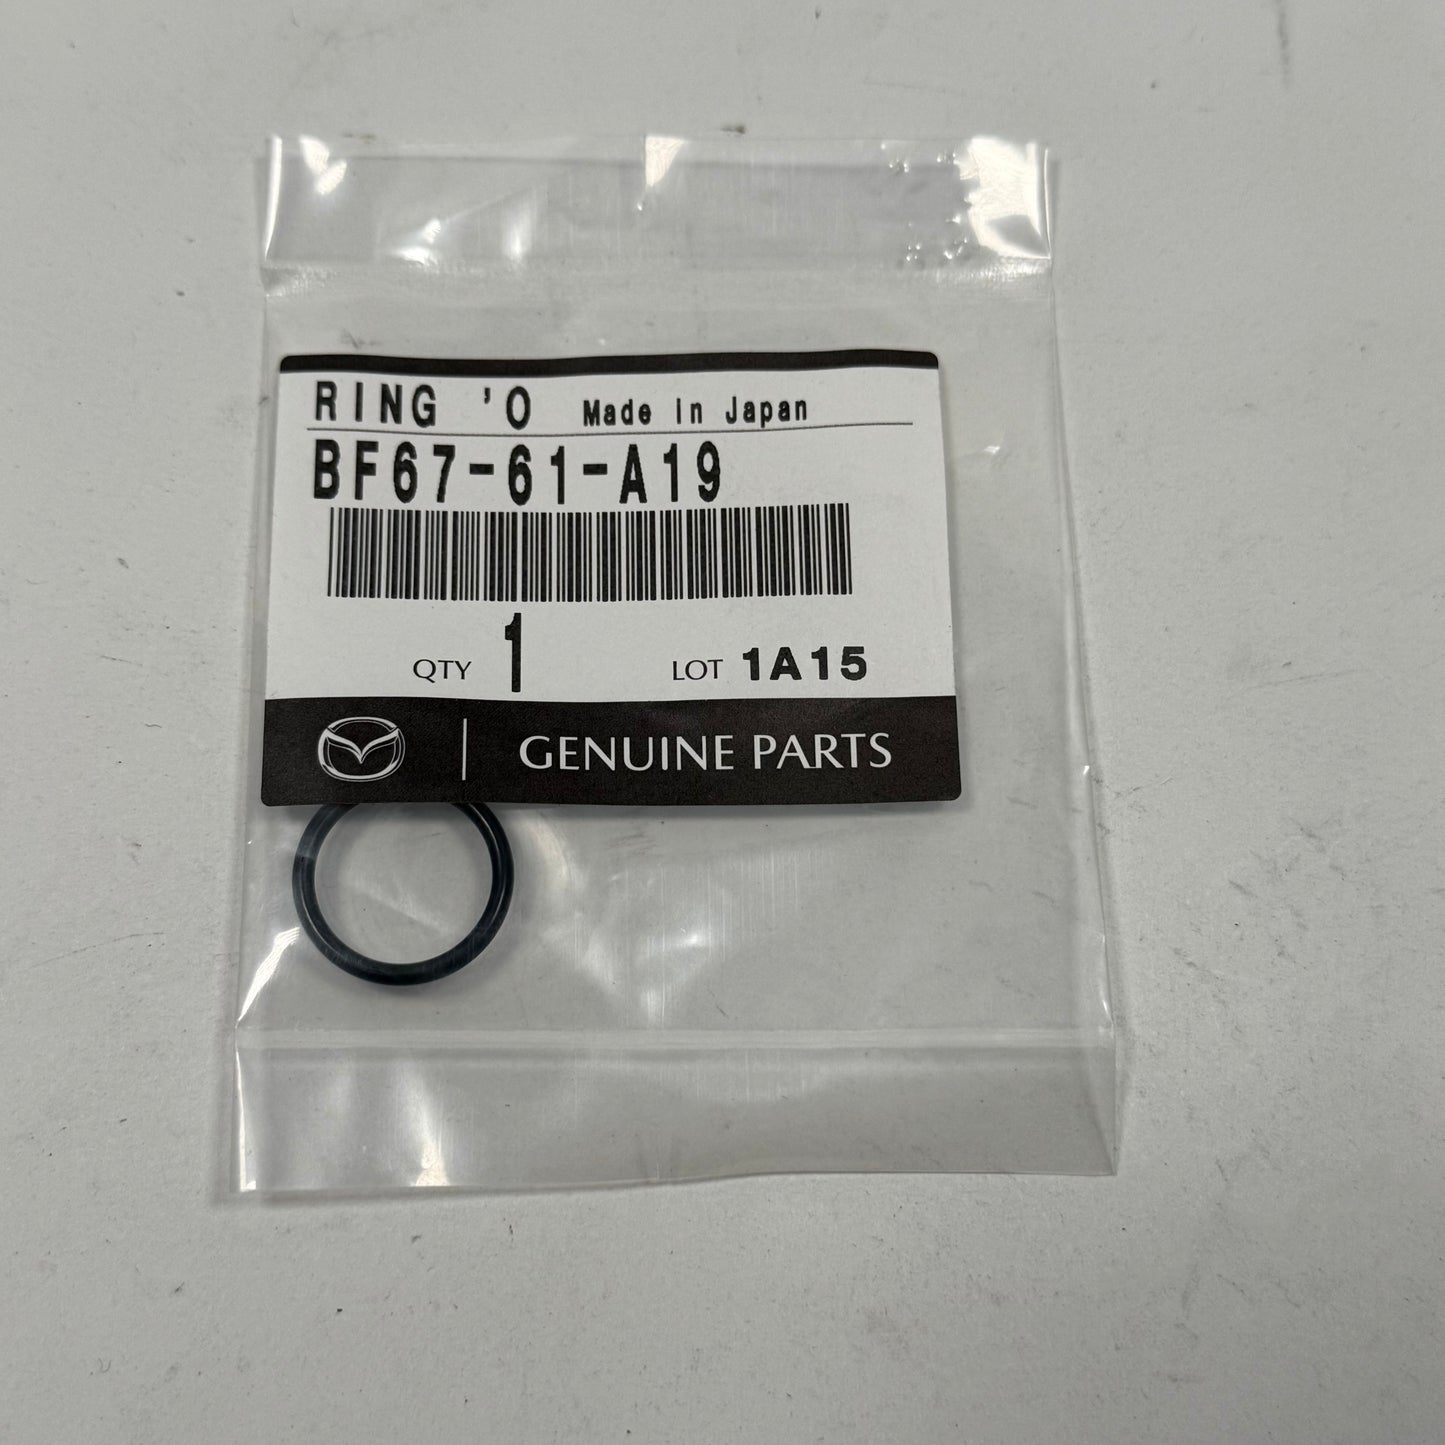 RING 'O Made in Japan
BF67-61-A19
QTY 1 LOT 1A15
GENUINE PARTS